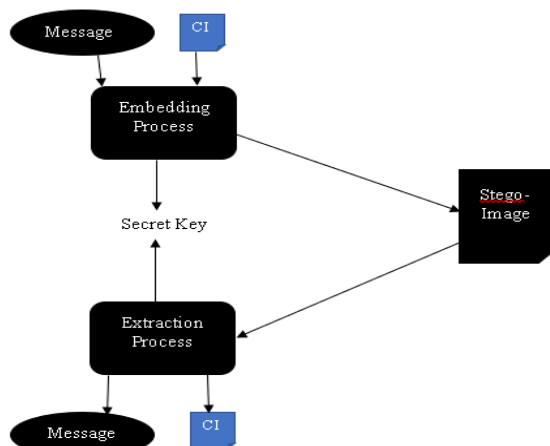 Message
CI
Embedding
Process
Stego-
Image
Secret Key
Extraction
Process
Message
CI